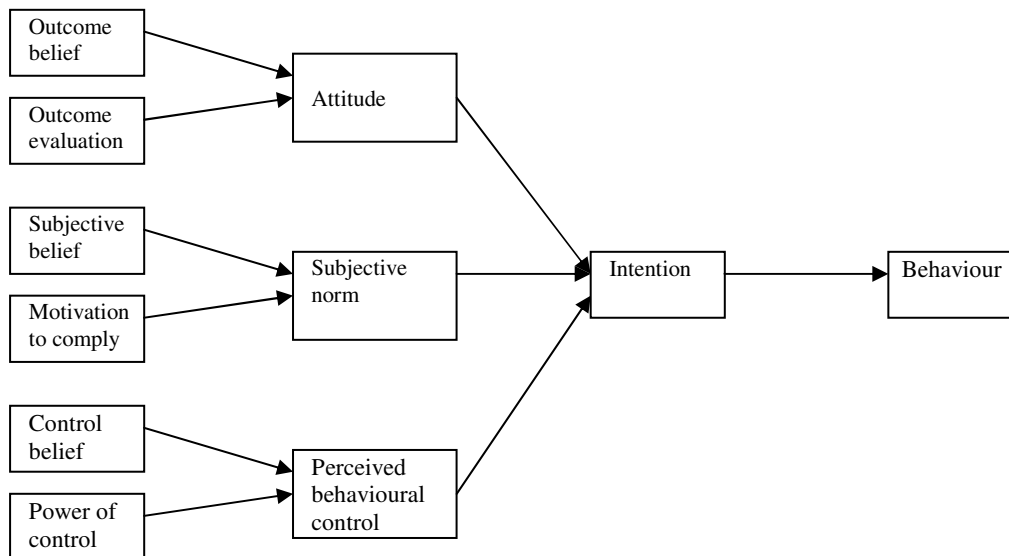 Outcome
belief
Outcome
evaluation
Attitude
Subjective
belief
Motivation
to comply
Subjective
norm
Control
belief
Power of
control
Perceived
behavioural
control
Intention
Behaviour